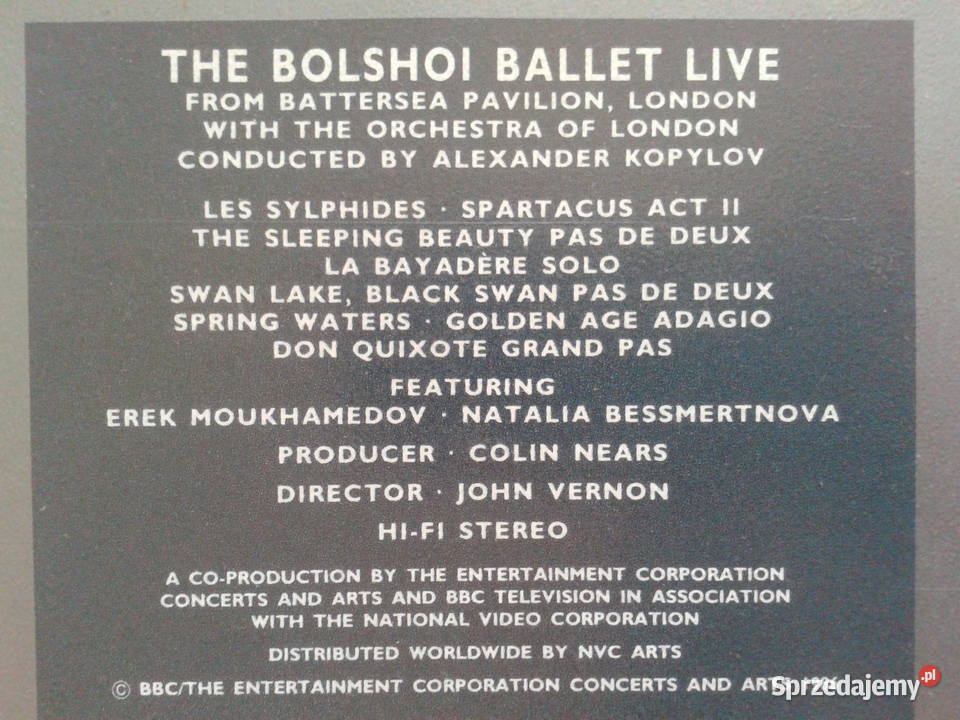 THE BOLSHOI BALLET LIVE
FROM BATTERSEA PAVILION, LONDON
WITH THE ORCHESTRA OF LONDON
CONDUCTED BY ALEXANDER KOPYLOV
LES SYLPHIDES · SPARTACUS ACT II
THE SLEEPING BEAUTY PAS DE DEUX
LA BAYADÈRE SOLO
SWAN LAKE, BLACK SWAN PAS DE DEUX
SPRING WATERS · GOLDEN AGE ADAGIO
DON QUIXOTE GRAND PAS
FEATURING
EREK MOUKHAMEDOV · NATALIA BESSMERTNOVA
PRODUCER · COLIN NEARS
DIRECTOR · JOHN VERNON
HI-FI STEREO
A CO-PRODUCTION BY THE ENTERTAINMENT CORPORATION
CONCERTS AND ARTS AND BBC TELEVISION IN ASSOCIATION
WITH THE NATIONAL VIDEO CORPORATION
DISTRIBUTED WORLDWIDE BY NVC ARTS
© BBC/THE ENTERTAINMENT CORPORATION CONCERTS AND ARTS
Sprzedajemy.pl